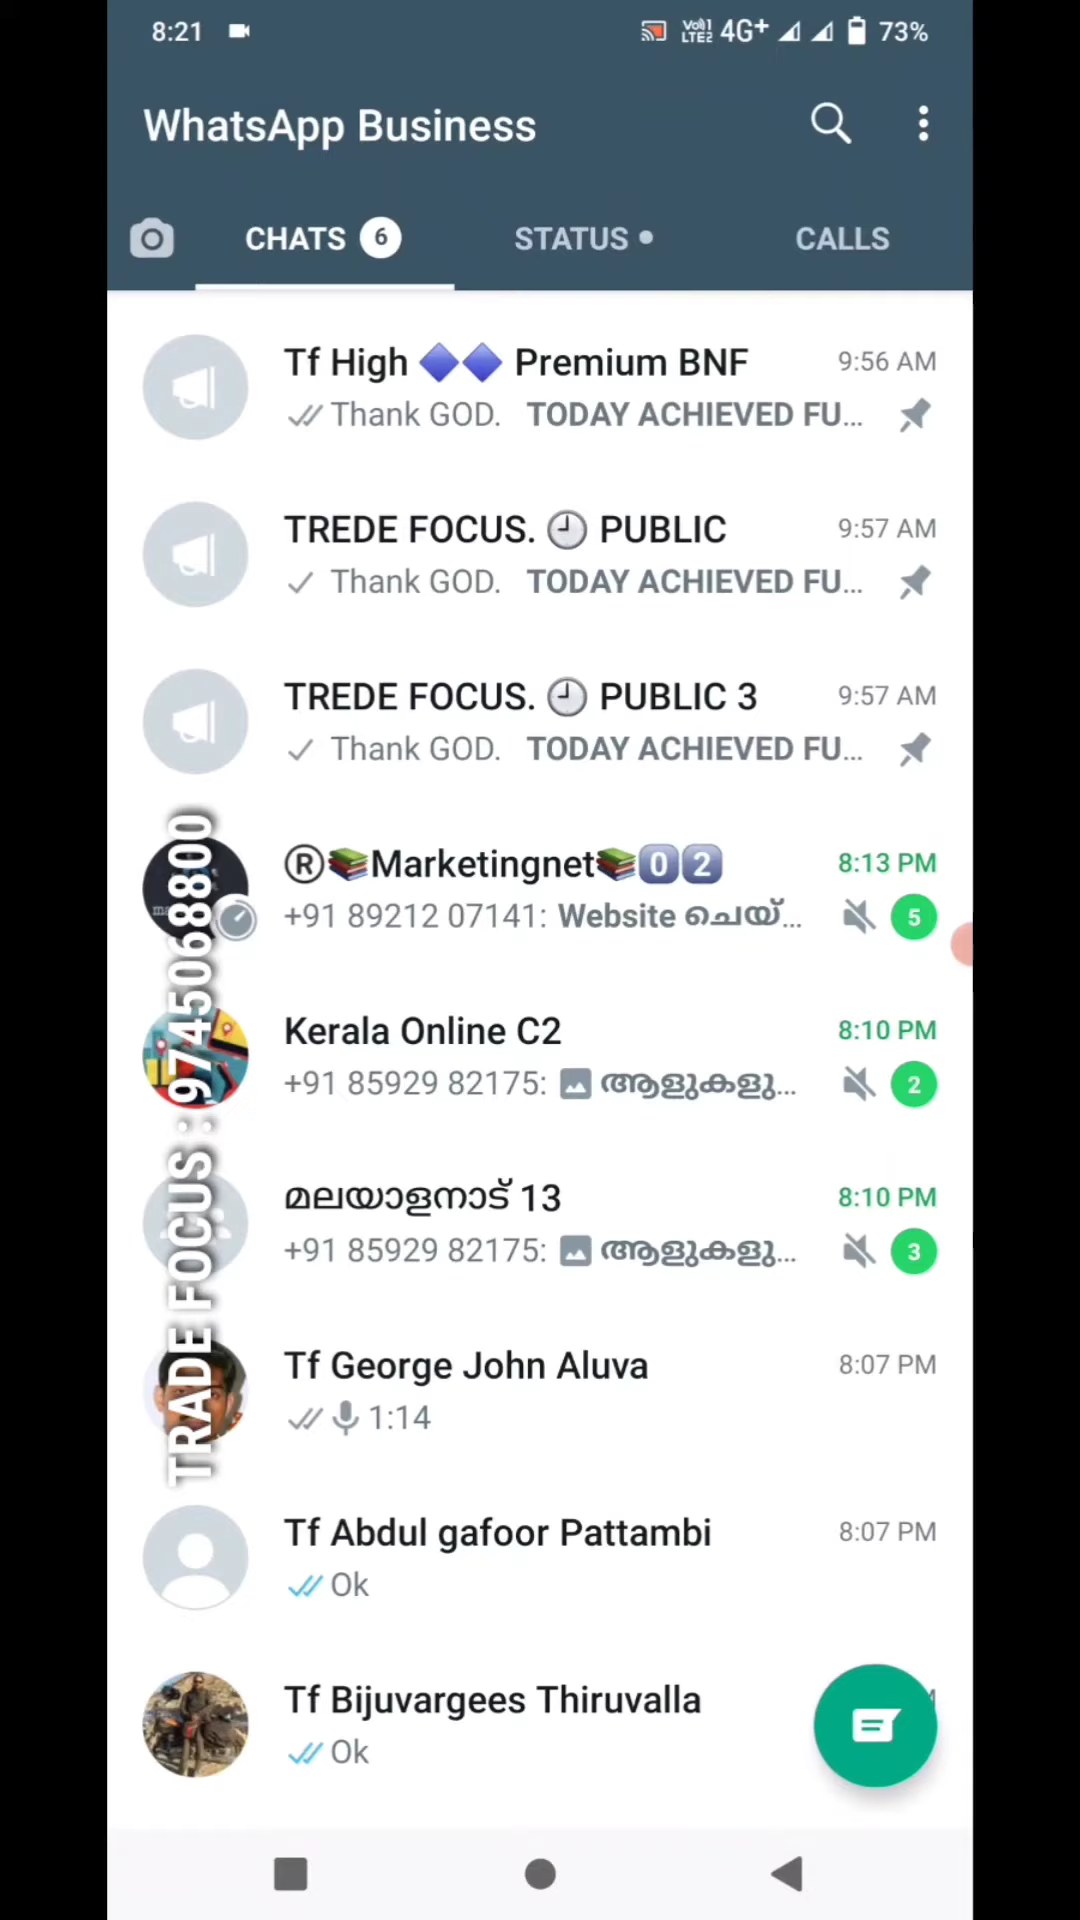 8:21
Vo))1 LTE2 4G+ 73%
WhatsApp Business
CHATS 6 STATUS CALLS
Tf High 🔷🔷 Premium BNF 9:56 AM
Thank GOD. TODAY ACHIEVED FU...
TREDE FOCUS. 🕘 PUBLIC 9:57 AM
Thank GOD. TODAY ACHIEVED FU...
TREDE FOCUS. 🕘 PUBLIC 3 9:57 AM
Thank GOD. TODAY ACHIEVED FU...
®📚Marketingnet📚0️⃣2️⃣ 8:13 PM
+91 89212 07141: Website ചെയ്... 5
Kerala Online C2 8:10 PM
+91 85929 82175: ആളുകളു... 2
മലയാളനാട് 13 8:10 PM
+91 85929 82175: ആളുകളു... 3
Tf George John Aluva 8:07 PM
1:14
Tf Abdul gafoor Pattambi 8:07 PM
Ok
Tf Bijuvargees Thiruvalla
Ok
TRADE FOCUS : 9745068800